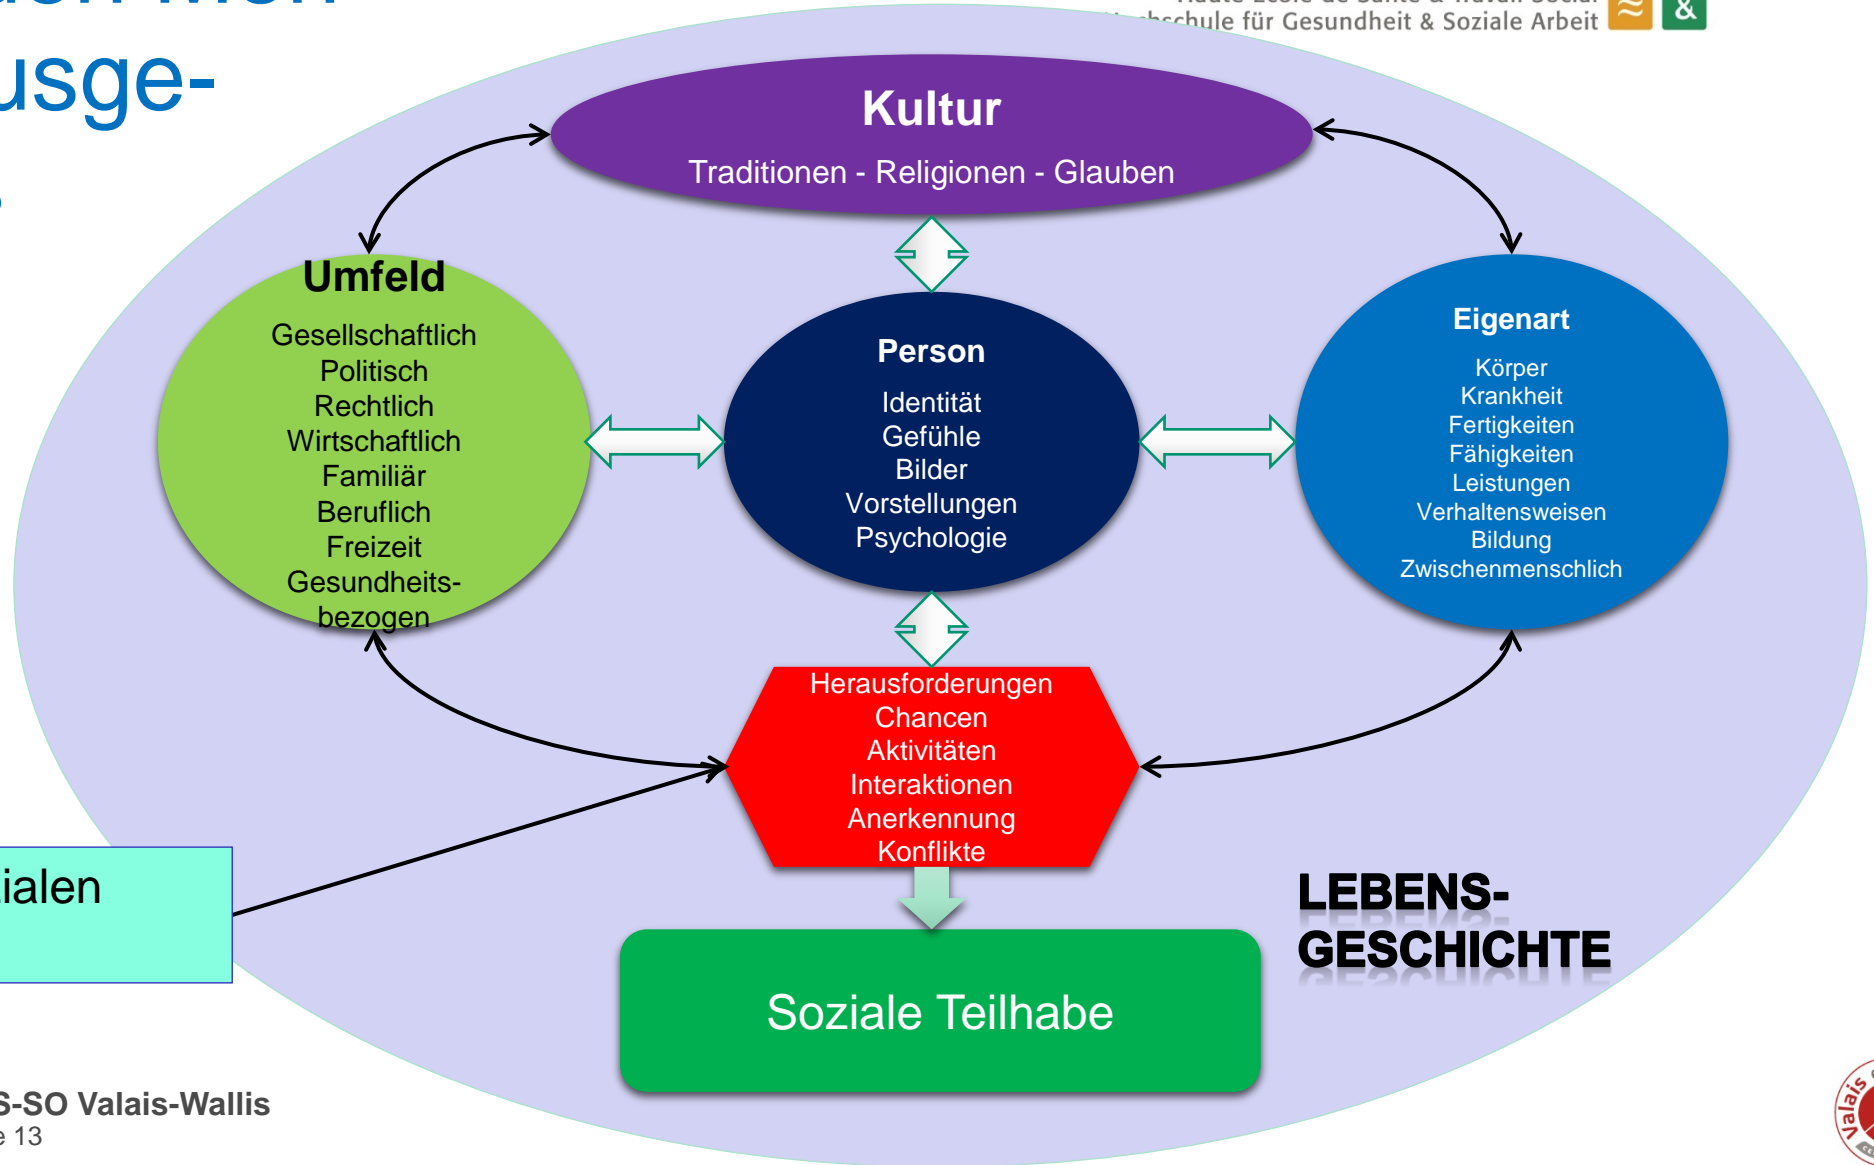 usge-
Hochschule für Gesundheit & Soziale Arbeit
&
Kultur
Traditionen - Religionen - Glauben
Umfeld
Gesellschaftlich
Politisch
Rechtlich
Wirtschaftlich
Familiär
Beruflich
Freizeit
Gesundheits-
bezogen
Person
Identität
Gefühle
Bilder
Vorstellungen
Psychologie
Eigenart
Körper
Krankheit
Fertigkeiten
Fähigkeiten
Leistungen
Verhaltensweisen
Bildung
Zwischenmenschlich
Herausforderungen
Chancen
Aktivitäten
Interaktionen
Anerkennung
Konflikte
ialen
LEBENS-
GESCHICHTE
Soziale Teilhabe
S-SO Valais-Wallis
e 13
Valais